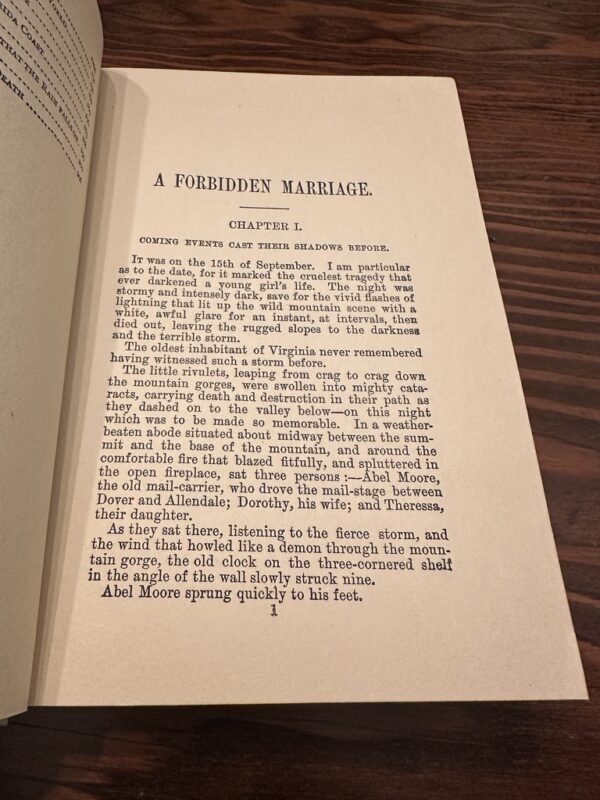 RIDA COAST
THAT THE RAIN
DEATH
A FORBIDDEN MARRIAGE.
CHAPTER I.
COMING EVENTS CAST THEIR SHADOWS BEFORE.
It was on the 15th of September. I am particular
as to the date, for it marked the cruelest tragedy that
ever darkened a young girl's life. The night was
stormy and intensely dark, save for the vivid flashes of
lightning that lit up the wild mountain scene with a
white, awful glare for an instant, at intervals, then
died out, leaving the rugged slopes to the darkness
and the terrible storm.
The oldest inhabitant of Virginia never remembered
having witnessed such a storm before.
The little rivulets, leaping from crag to crag down
the mountain gorges, were swollen into mighty cata-
racts, carrying death and destruction in their path as
they dashed on to the valley below—on this night
which was to be made so memorable. In a weather-
beaten abode situated about midway between the sum-
mit and the base of the mountain, and around the
comfortable fire that blazed fitfully, and spluttered in
the open fireplace, sat three persons:—Abel Moore,
the old mail-carrier, who drove the mail-stage between
Dover and Allendale; Dorothy, his wife; and Theressa,
their daughter.
As they sat there, listening to the fierce storm, and
the wind that howled like a demon through the moun-
tain gorge, the old clock on the three-cornered shelf
in the angle of the wall slowly struck nine.
Abel Moore sprung quickly to his feet.
1